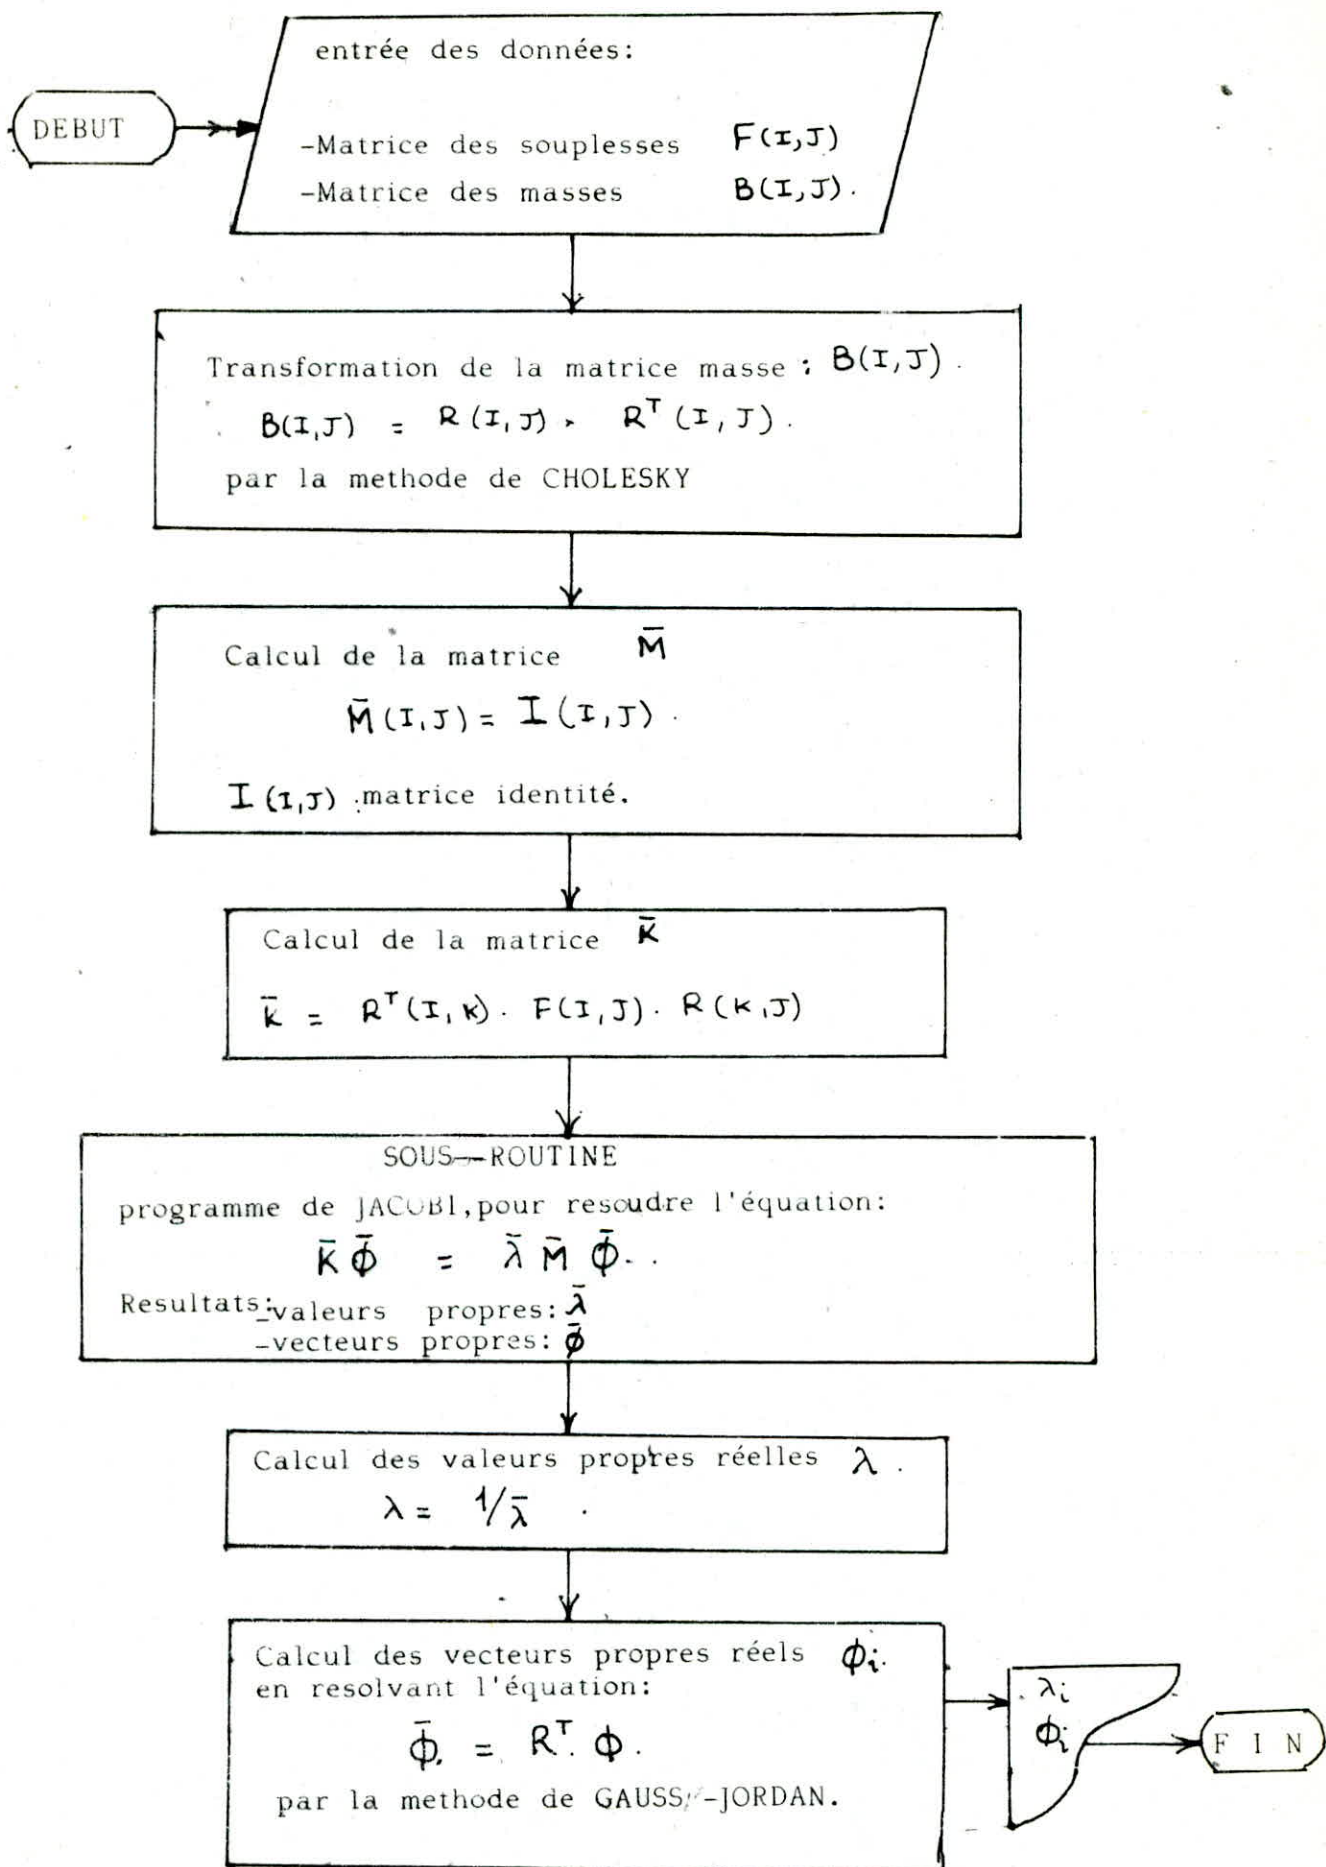 DEBUT
entrée des données:
-Matrice des souplesses F(I,J)
-Matrice des masses B(I,J).
Transformation de la matrice masse : B(I,J).
B(I,J) = R(I,J) . R^T(I,J).
par la methode de CHOLESKY
Calcul de la matrice M̄
M̄(I,J) = I(I,J).
I(I,J) .matrice identité.
Calcul de la matrice K̄
K̄ = R^T(I,K). F(I,J). R(K,J)
SOUS--ROUTINE
programme de JACOBI,pour resoudre l'équation:
K̄ Φ̄ = λ̄ M̄ Φ̄..
Resultats:
-valeurs propres: λ̄
-vecteurs propres: φ̄
Calcul des valeurs propres réelles λ .
λ = 1/λ̄ .
Calcul des vecteurs propres réels φi.
en resolvant l'équation:
Φ̄. = R^T. Φ.
par la methode de GAUSS-JORDAN.
λi
φi
F I N